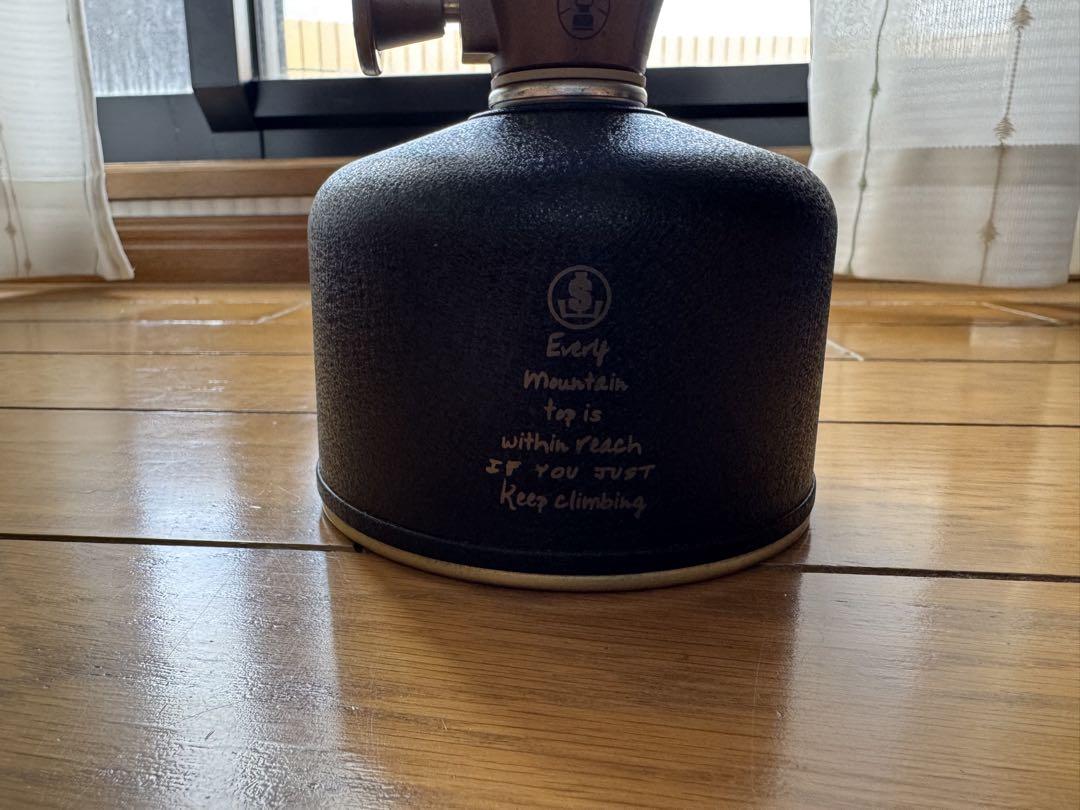 Every
Mountain
top is
within reach
IF YOU JUST
Keep climbing